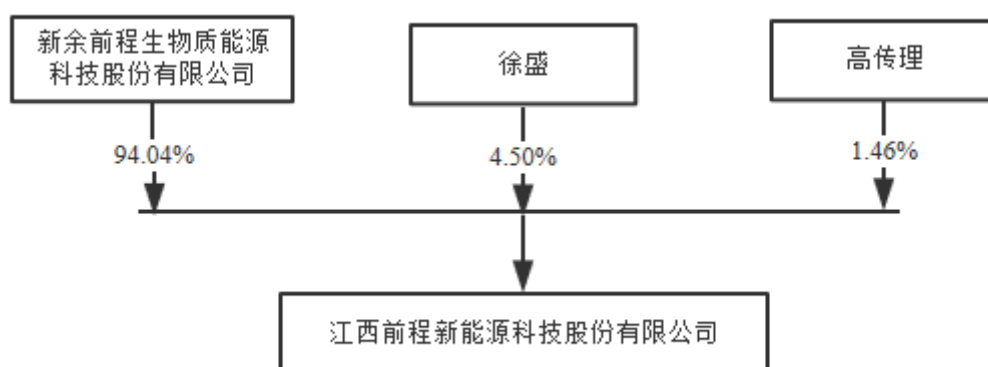 新余前程生物质能源
科技股份有限公司
徐盛
高传理
94.04%
4.50%
1.46%
江西前程新能源科技股份有限公司